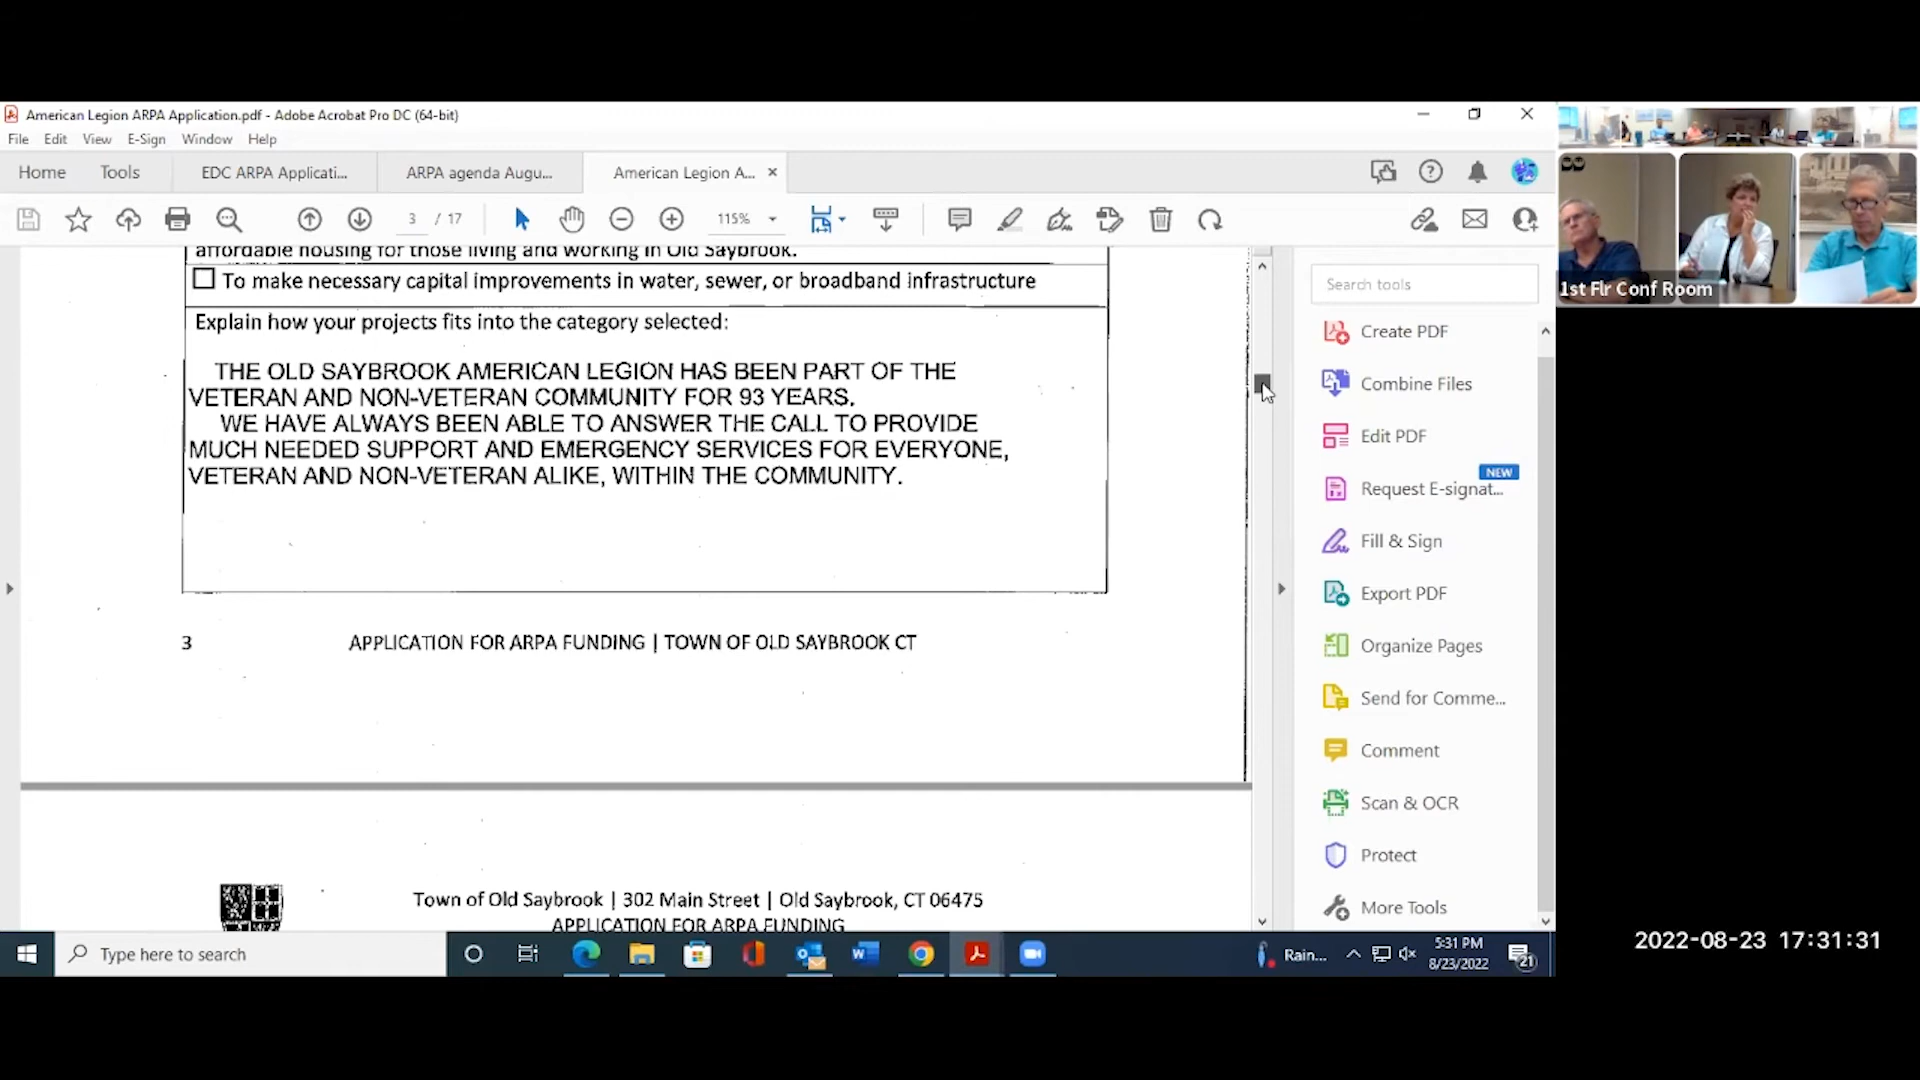 American Legion ARPA Application.pdf - Adobe Acrobat Pro DC (64-bit)
File Edit View E-Sign Window Help
Home Tools EDC ARPA Applicati... ARPA agenda Augu... American Legion A...
3 / 17 115%
affordable housing for those living and working in Old Saybrook.
To make necessary capital improvements in water, sewer, or broadband infrastructure
Explain how your projects fits into the category selected:
THE OLD SAYBROOK AMERICAN LEGION HAS BEEN PART OF THE
VETERAN AND NON-VETERAN COMMUNITY FOR 93 YEARS.
WE HAVE ALWAYS BEEN ABLE TO ANSWER THE CALL TO PROVIDE
MUCH NEEDED SUPPORT AND EMERGENCY SERVICES FOR EVERYONE,
VETERAN AND NON-VETERAN ALIKE, WITHIN THE COMMUNITY.
3 APPLICATION FOR ARPA FUNDING | TOWN OF OLD SAYBROOK CT
Town of Old Saybrook | 302 Main Street | Old Saybrook, CT 06475
APPLICATION FOR ARPA FUNDING
Search tools
Create PDF
Combine Files
Edit PDF
NEW
Request E-signat...
Fill & Sign
Export PDF
Organize Pages
Send for Comme...
Comment
Scan & OCR
Protect
More Tools
1st Flr Conf Room
Type here to search
Rain...
5:31 PM
8/23/2022
21
2022-08-23 17:31:31